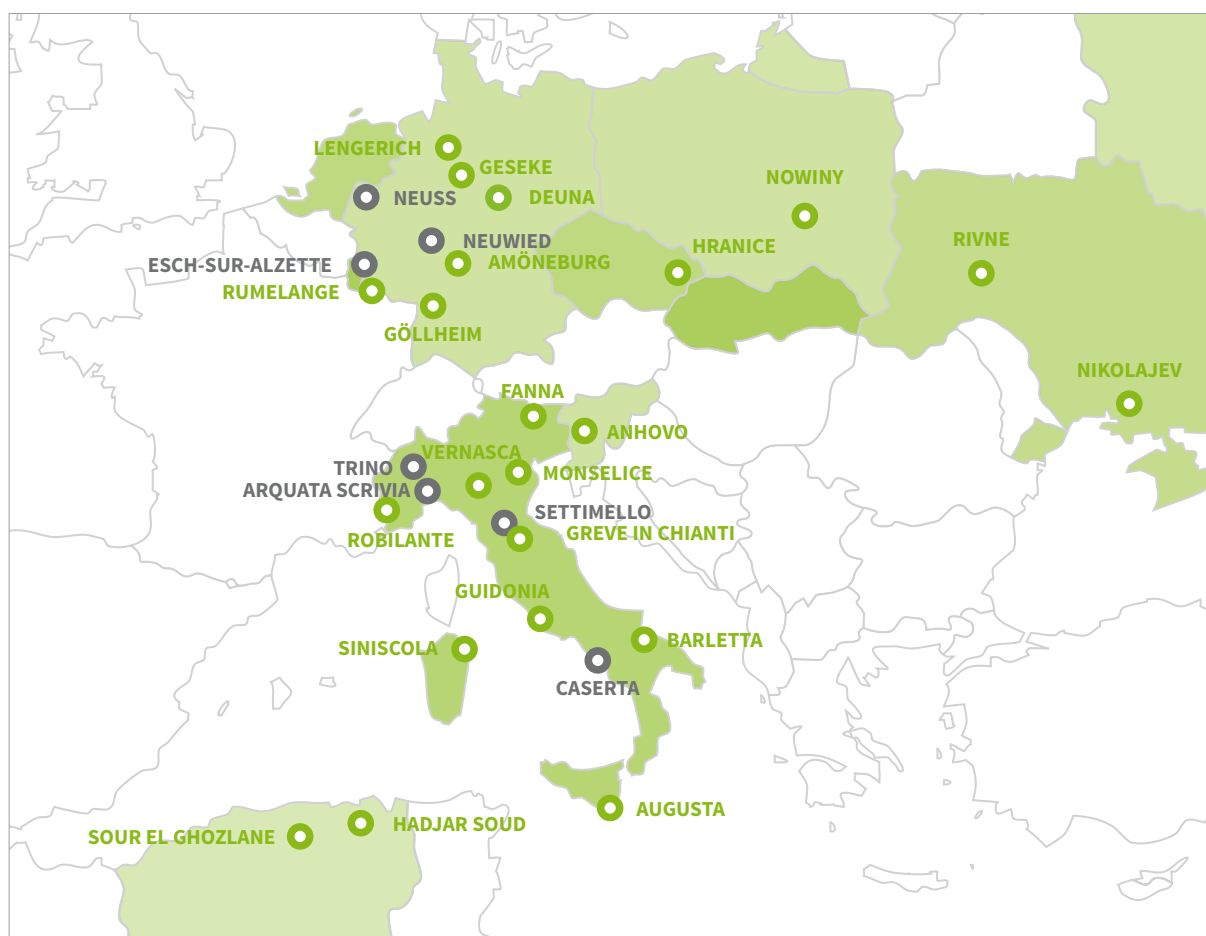 LENGERICH
GESEKE
NOWINY
NEUSS
DEUNA
RIVNE
NEUWIED
HRANICE
ESCH-SUR-ALZETTE
AMÖNEBURG
RUMELANGE
GÖLLHEIM
NIKOLAJEV
FANNA
ANHOVO
VERNASCA
TRINO
MONSELICE
ARQUATA SCRIVIA
SETTIMELLO
GREVE IN CHIANTI
ROBILANTE
GUIDONIA
SINISCOLA
BARLETTA
CASERTA
AUGUSTA
HADJAR SOUD
SOUR EL GHOZLANE